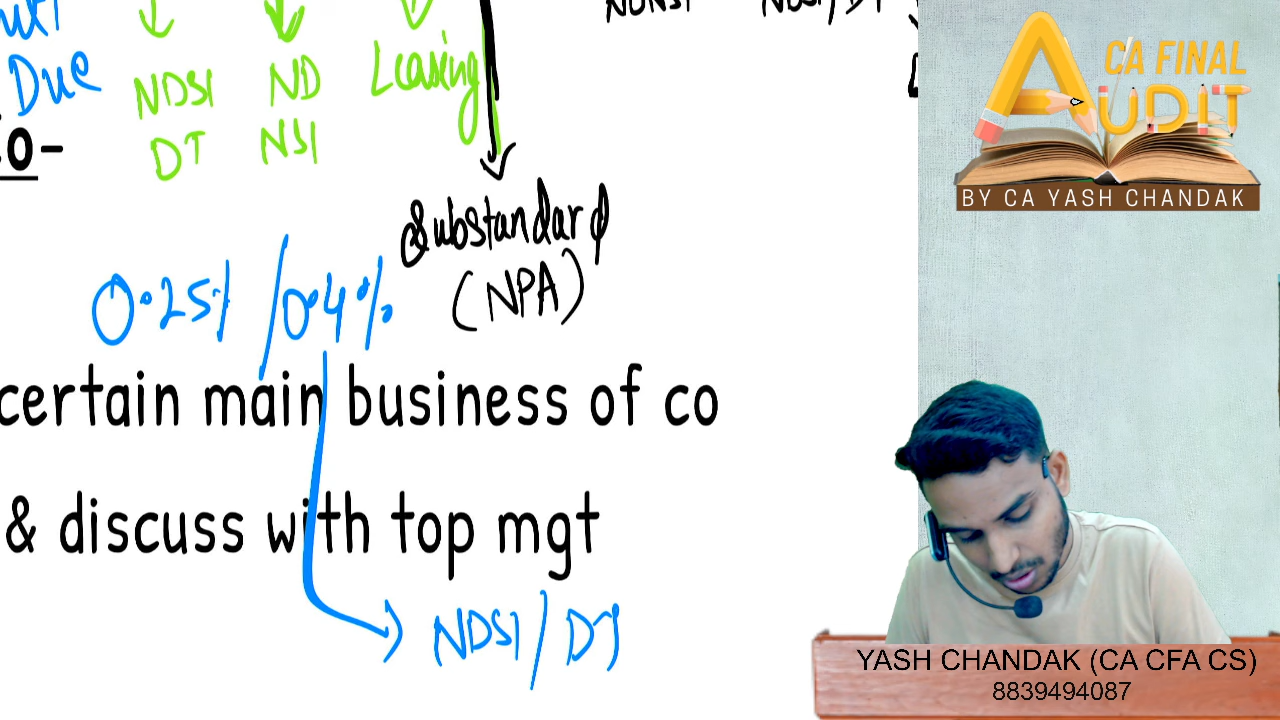 Due
NDSI ND Leasing
DT NSI
:o-
Substandard
(NPA)
0.25% / 0.4%
certain main business of co
& discuss with top mgt
NDSI / DT
CA FINAL
AUDIT
BY CA YASH CHANDAK
YASH CHANDAK (CA CFA CS)
8839494087